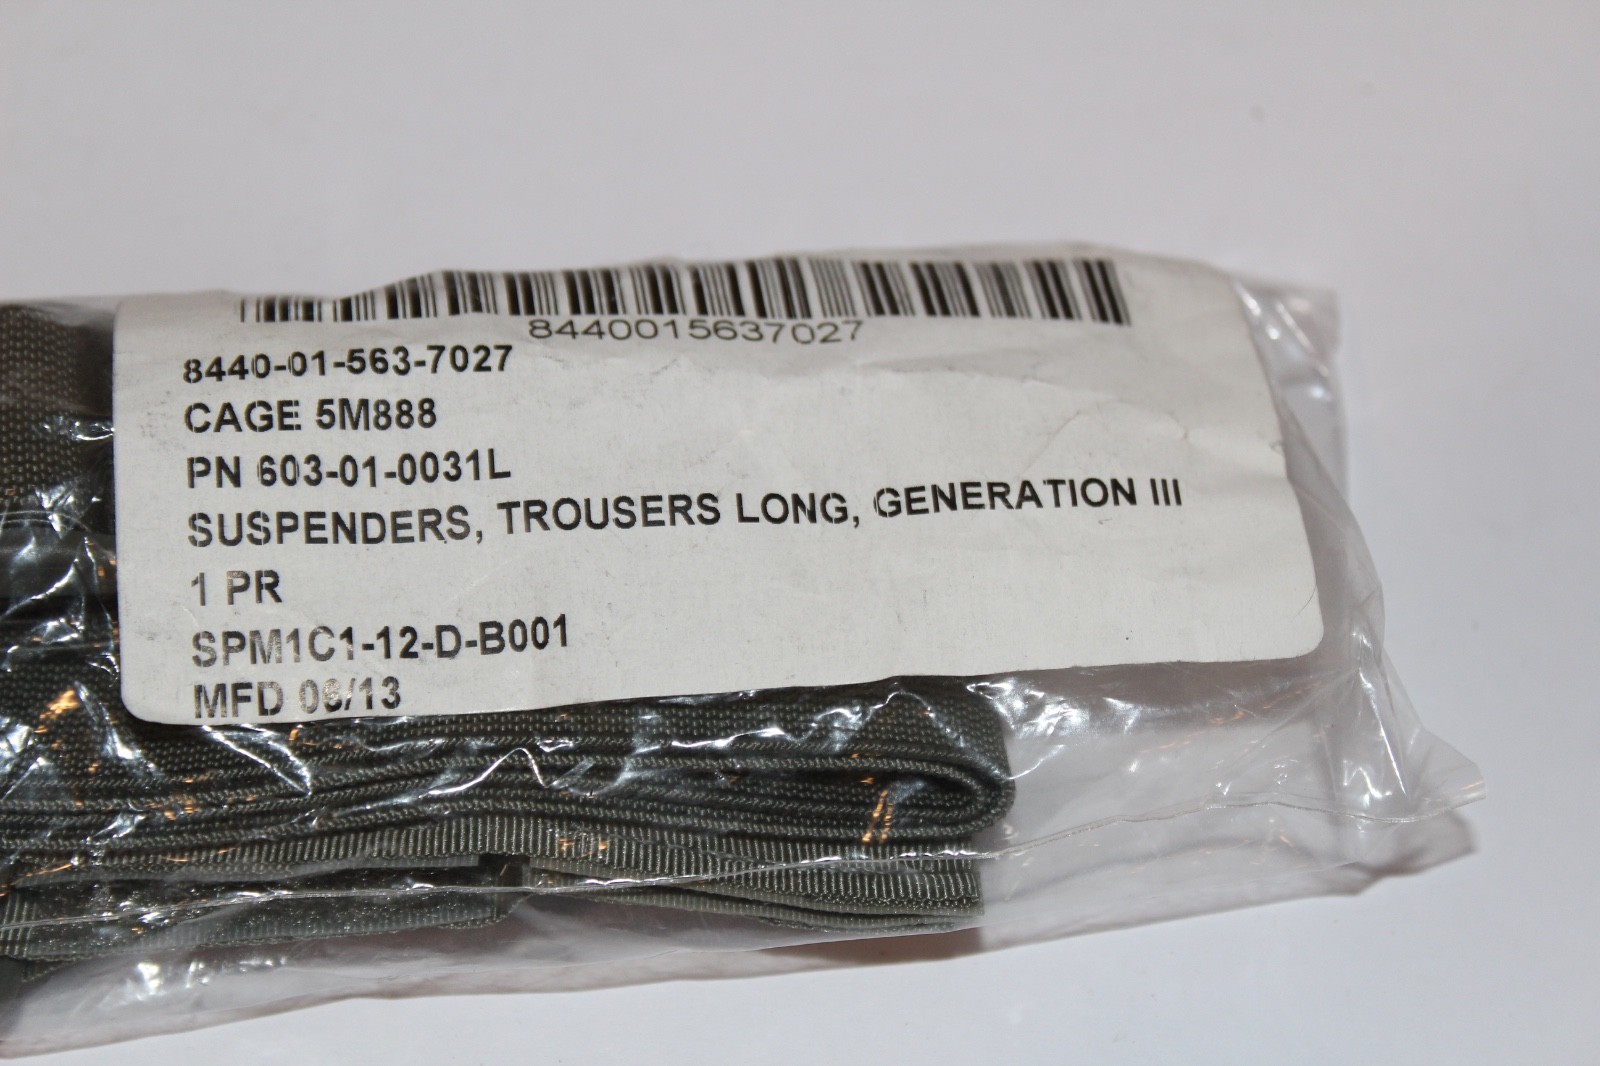 8440015637027
8440-01-563-7027
CAGE 5M888
PN 603-01-0031L
SUSPENDERS, TROUSERS LONG, GENERATION III
1 PR
SPM1C1-12-D-B001
MFD 06/13